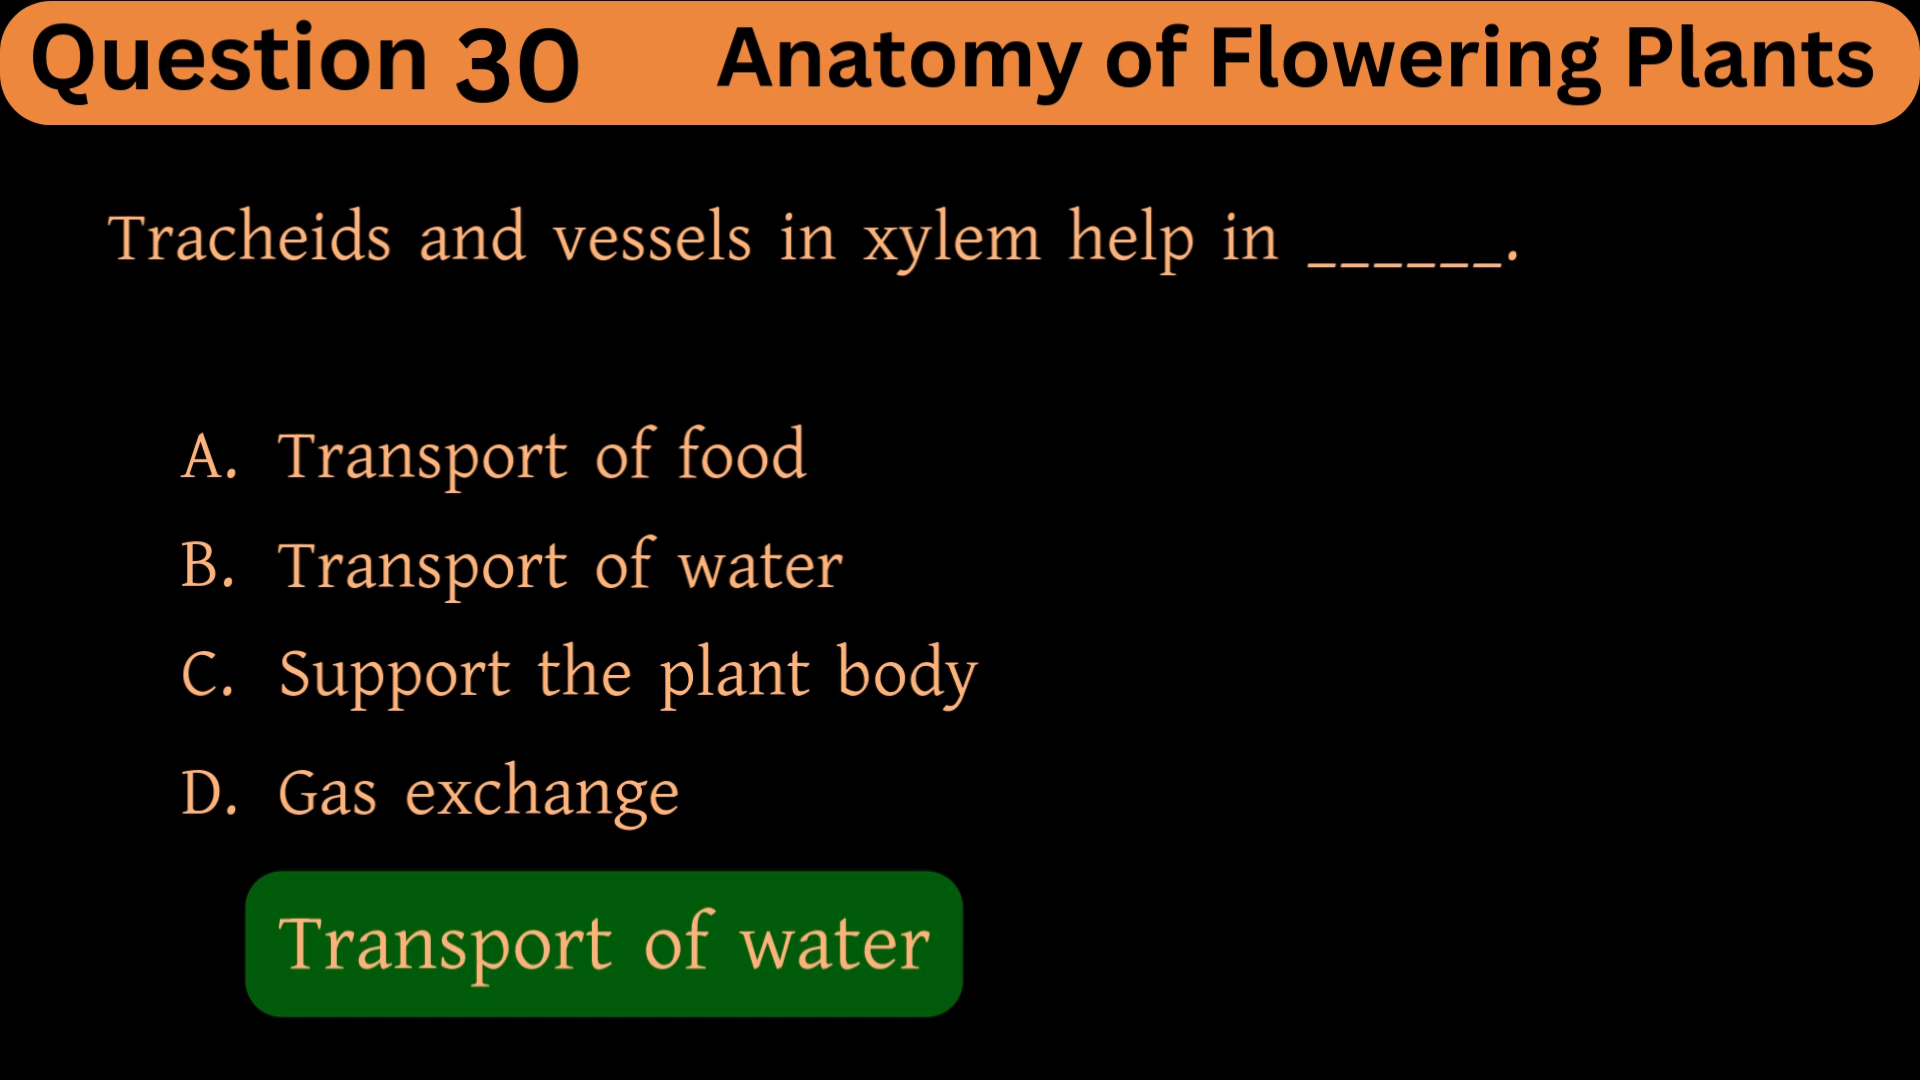 Question 30 Anatomy of Flowering Plants
Tracheids and vessels in xylem help in ______.
A. Transport of food
B. Transport of water
C. Support the plant body
D. Gas exchange
Transport of water